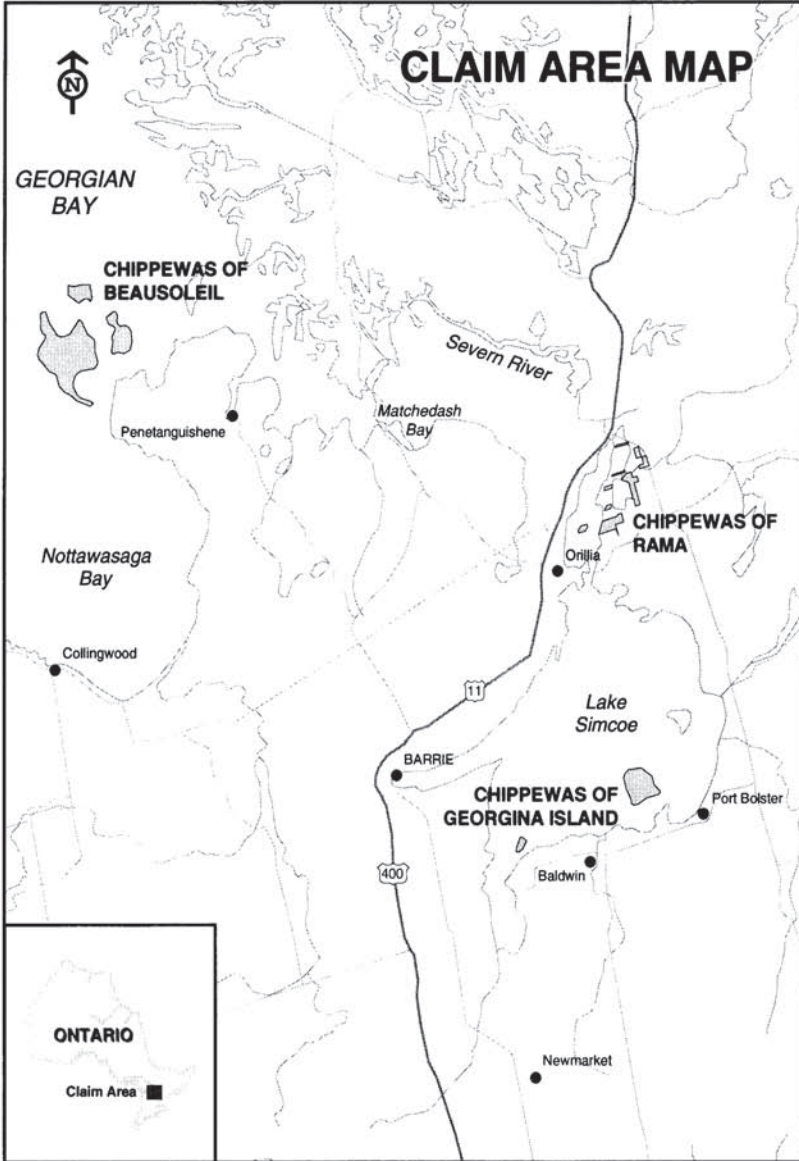 CLAIM AREA MAP
N
GEORGIAN
BAY
CHIPPEWAS OF
BEAUSOLEIL
Severn River
Matchedash
Bay
Penetanguishene
CHIPPEWAS OF
RAMA
Orillia
Nottawasaga
Bay
Collingwood
11
Lake
Simcoe
BARRIE
CHIPPEWAS OF
GEORGINA ISLAND
Port Bolster
Baldwin
400
ONTARIO
Claim Area
Newmarket